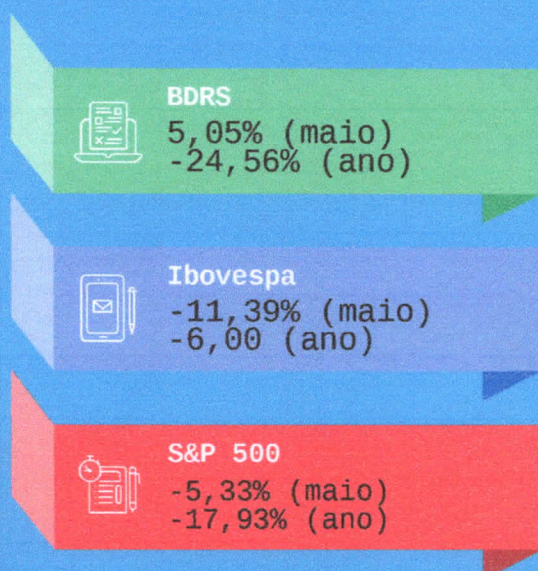 BDRS
5,05% (maio)
-24,56% (ano)
Ibovespa
-11,39% (maio)
-6,00 (ano)
S&P 500
-5,33% (maio)
-17,93% (ano)